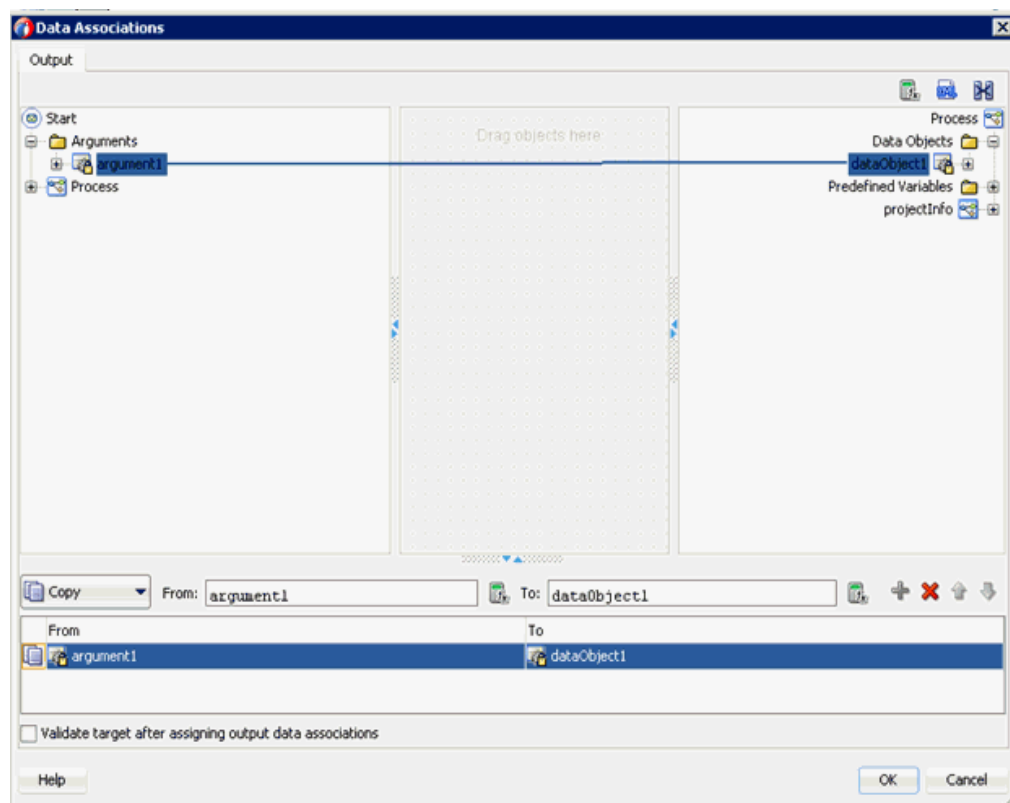 Data Associations
Output
Start
Arguments
argument1
Process
Drag objects here
Process
Data Objects
dataObject1
Predefined Variables
projectInfo
Copy From: argument1 To: dataObject1
From To
argument1 dataObject1
Validate target after assigning output data associations
Help OK Cancel